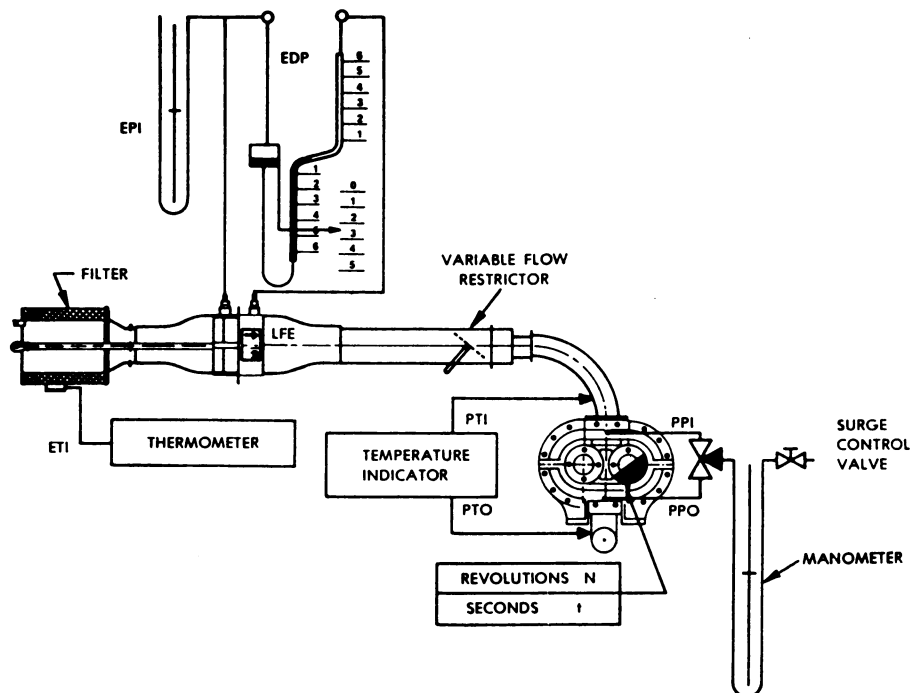 EDP
6
5
4
3
2
1
EPI
1
2
3
4
5
6
0
1
2
3
4
5
FILTER
VARIABLE FLOW
RESTRICTOR
LFE
ETI
THERMOMETER
PTI
TEMPERATURE
INDICATOR
PTO
PPI
PPO
SURGE
CONTROL
VALVE
MANOMETER
REVOLUTIONS N
SECONDS t